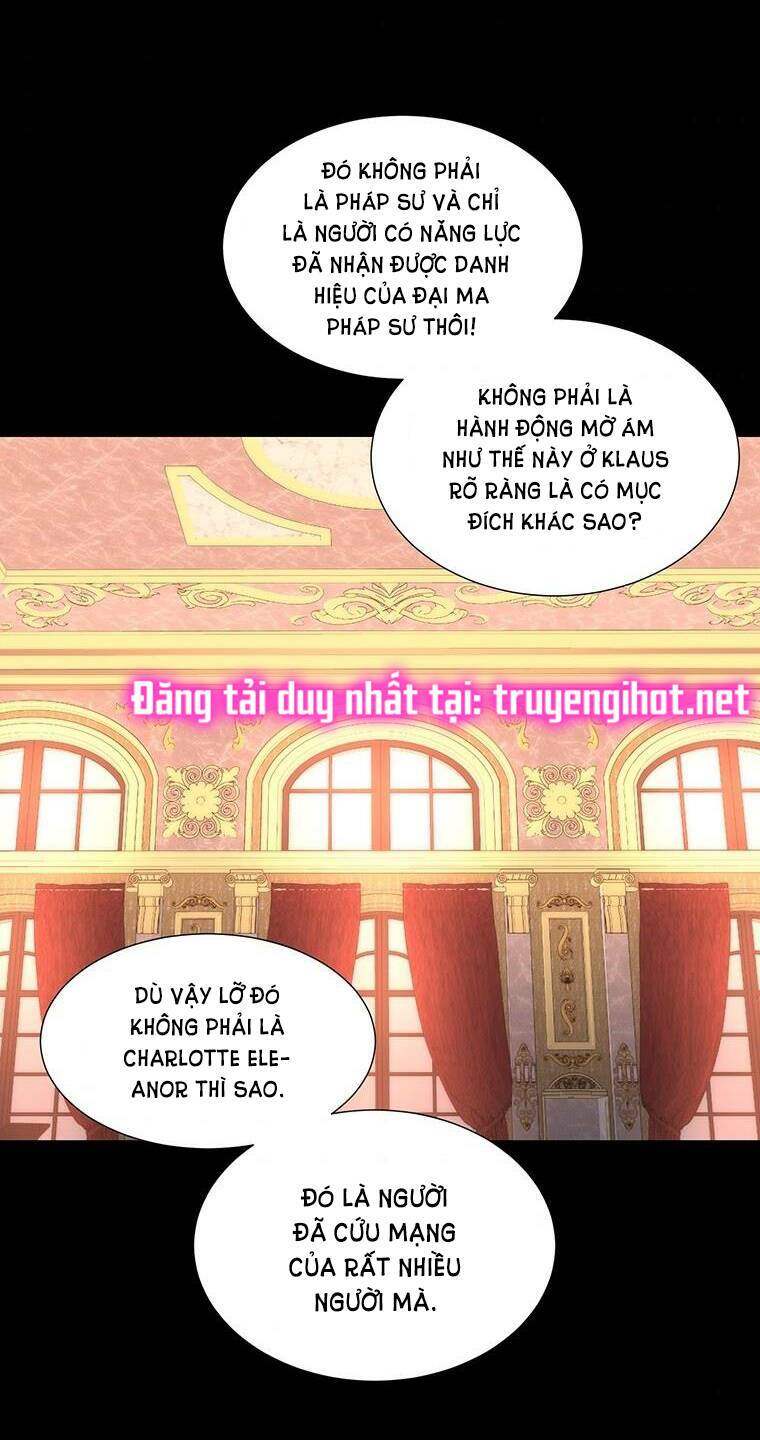 ĐÓ KHÔNG PHẢI
LÀ PHÁP SƯ VÀ CHỈ
LÀ NGƯỜI CÓ NĂNG LỰC
ĐÃ NHẬN ĐƯỢC DANH
HIỆU CỦA ĐẠI MA
PHÁP SƯ THÔI!
KHÔNG PHẢI LÀ
HÀNH ĐỘNG MỜ ÁM
NHƯ THẾ NÀY Ở KLAUS
RÕ RÀNG LÀ CÓ MỤC
ĐÍCH KHÁC SAO?
Đăng tải duy nhất tại: truyengihot.net
DÙ VẬY LỠ ĐÓ
KHÔNG PHẢI LÀ
CHARLOTTE ELE-
ANOR THÌ SAO.
ĐÓ LÀ NGƯỜI
ĐÃ CỨU MẠNG
CỦA RẤT NHIỀU
NGƯỜI MÀ.